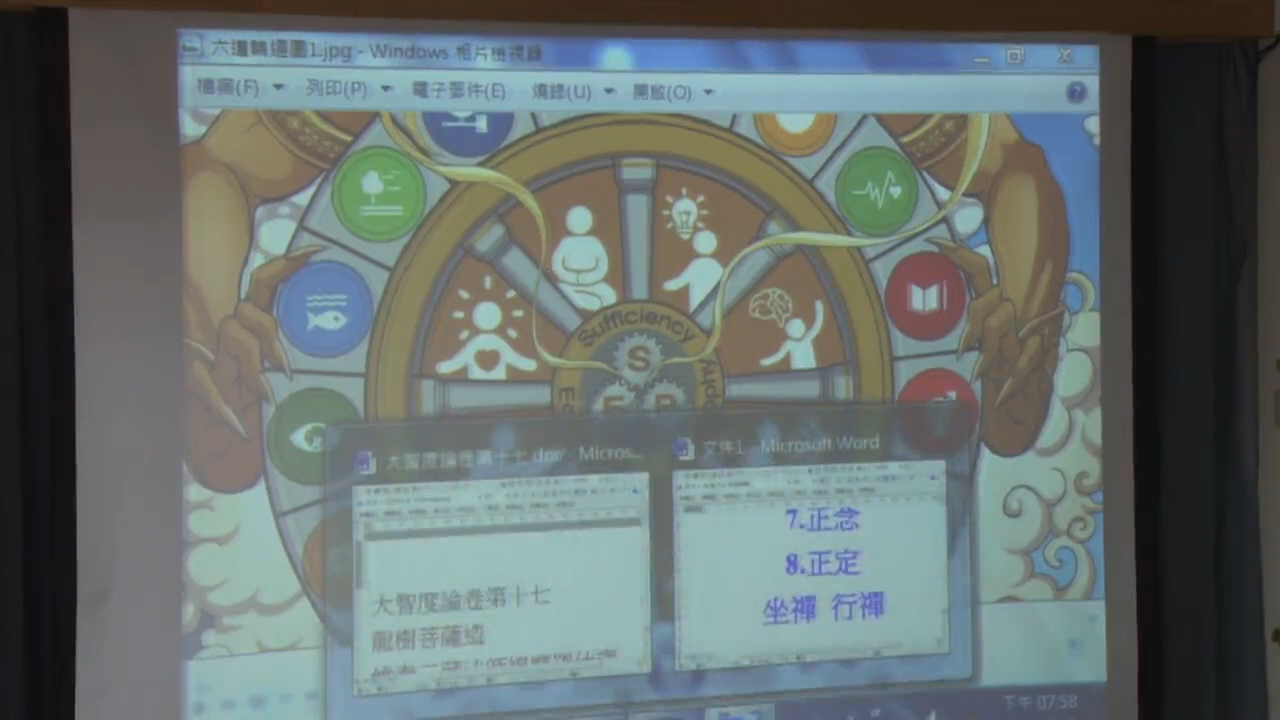 六道輪迴圖1.jpg - Windows 相片檢視器
檔案(F) 列印(P) 電子郵件(E) 燒錄(U) 開啟(O)
Sufficiency
S
大智度論卷第十七.doc - Micros...
文件1 - Microsoft Word
大智度論卷第十七
龍樹菩薩造
7.正念
8.正定
坐禪 行禪
下午 07:58